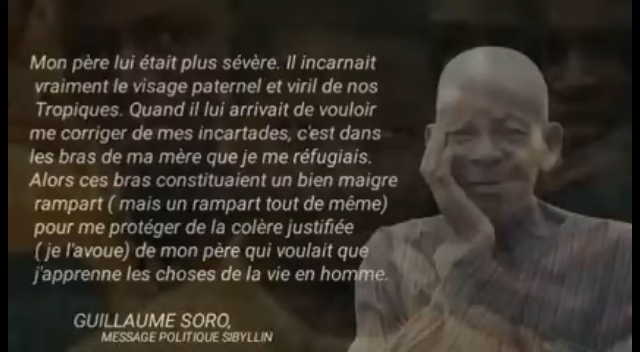 Mon père lui était plus sévère. Il incarnait
vraiment le visage paternel et viril de nos
Tropiques. Quand il lui arrivait de vouloir
me corriger de mes incartades, c'est dans
les bras de ma mère que je me réfugiais.
Alors ces bras constituaient un bien maigre
rampart ( mais un rampart tout de même)
pour me protéger de la colère justifiée
( je l'avoue) de mon père qui voulait que
j'apprenne les choses de la vie en homme.
GUILLAUME SORO,
MESSAGE POLITIQUE SIBYLLIN